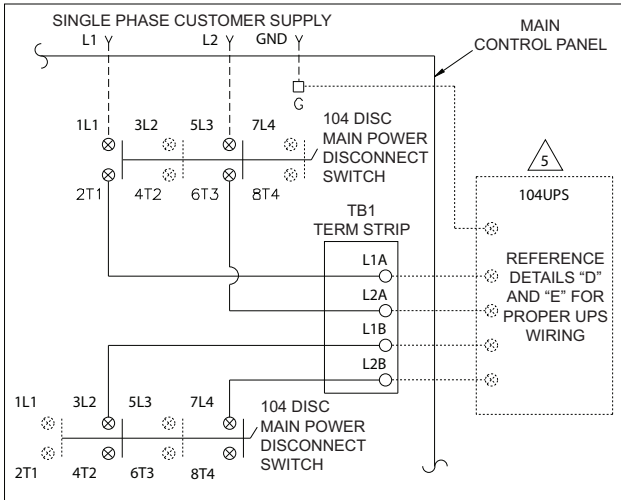 SINGLE PHASE CUSTOMER SUPPLY
L1 L2 GND
MAIN
CONTROL PANEL
G
1L1 3L2 5L3 7L4
104 DISC
MAIN POWER
DISCONNECT
SWITCH
2T1 4T2 6T3 8T4
5
104UPS
TB1
TERM STRIP
L1A
L2A
L1B
L2B
REFERENCE
DETAILS “D”
AND “E” FOR
PROPER UPS
WIRING
1L1 3L2 5L3 7L4
104 DISC
MAIN POWER
DISCONNECT
SWITCH
2T1 4T2 6T3 8T4